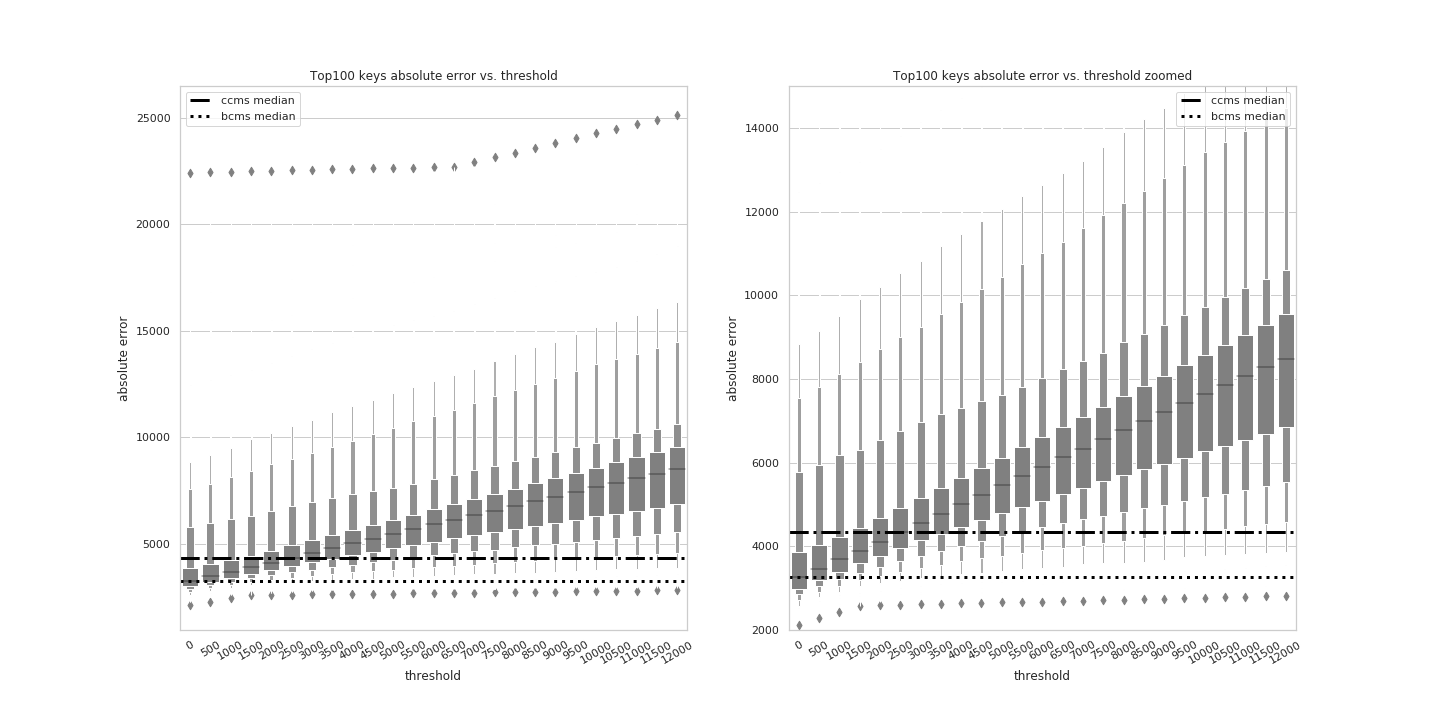 Top100 keys absolute error vs. threshold
ccms median
bcms median
25000
20000
15000
10000
5000
absolute error
0 500 1000 1500 2000 2500 3000 3500 4000 4500 5000 5500 6000 6500 7000 7500 8000 8500 9000 9500 10000 10500 11000 11500 12000
threshold
Top100 keys absolute error vs. threshold zoomed
ccms median
bcms median
14000
12000
10000
8000
6000
4000
2000
absolute error
0 500 1000 1500 2000 2500 3000 3500 4000 4500 5000 5500 6000 6500 7000 7500 8000 8500 9000 9500 10000 10500 11000 11500 12000
threshold